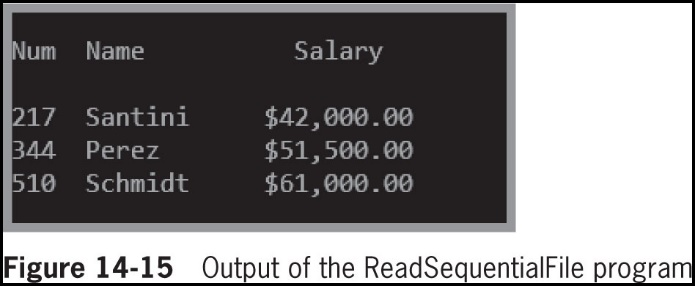 Num Name Salary
217 Santini $42,000.00
344 Perez $51,500.00
510 Schmidt $61,000.00
Figure 14-15 Output of the ReadSequentialFile program